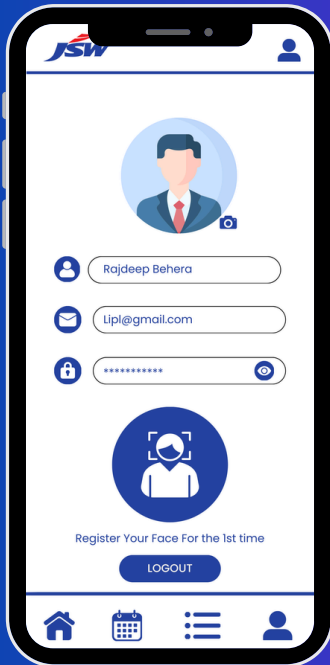 JSW
Rajdeep Behera
Lipl@gmail.com
***********
Register Your Face For the 1st time
LOGOUT